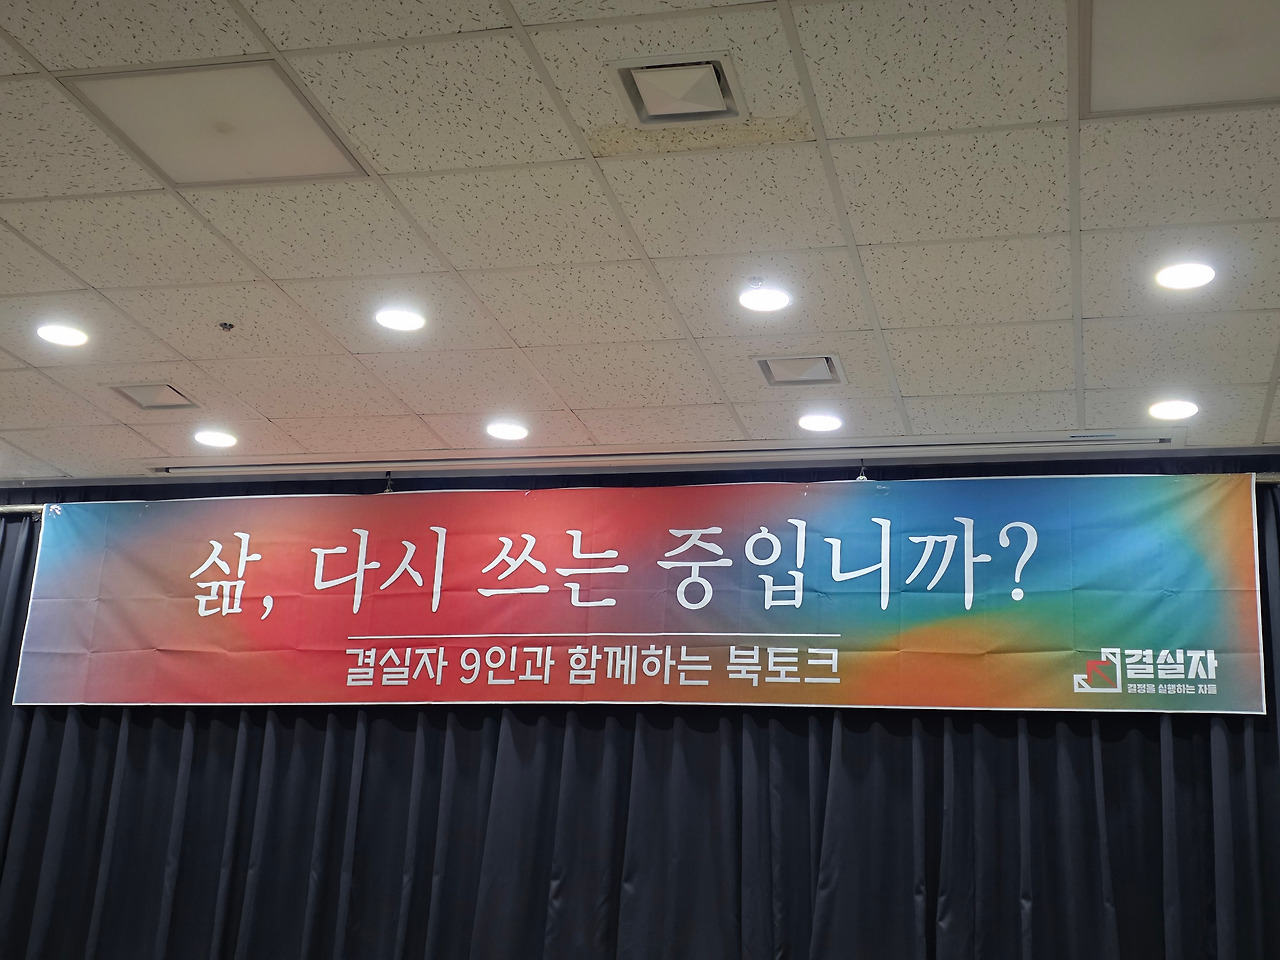 삶, 다시 쓰는 중입니까?
결실자 9인과 함께하는 북토크
결실자
결정을 실행하는 자들